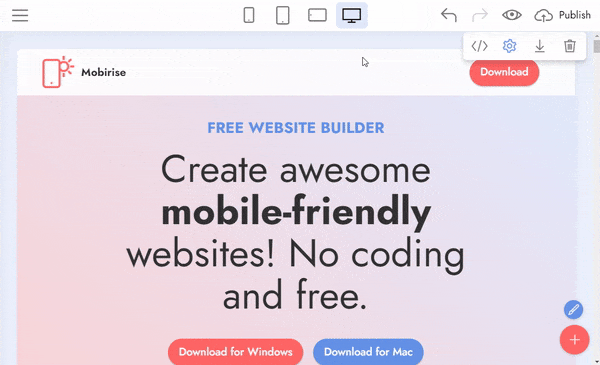 Publish
</>
Mobirise
Download
FREE WEBSITE BUILDER
Create awesome
mobile-friendly
websites! No coding
and free.
Download for Windows
Download for Mac